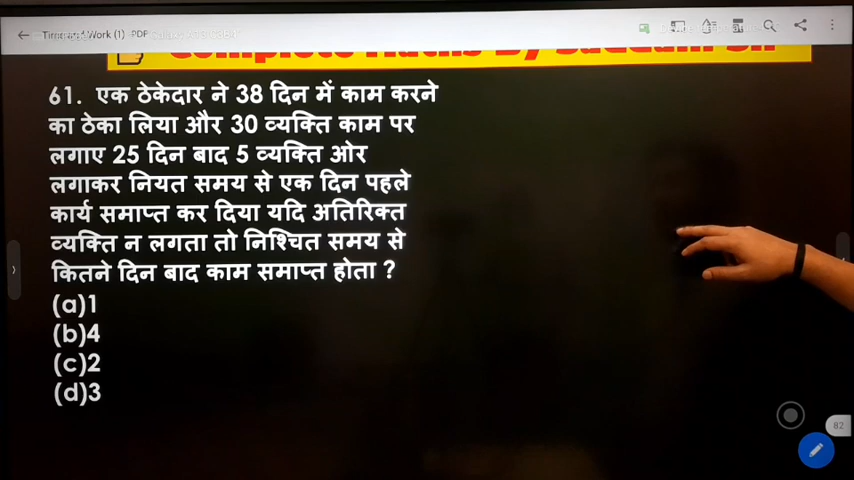 Time and Work (1) -PDF
61. एक ठेकेदार ने 38 दिन में काम करने
का ठेका लिया और 30 व्यक्ति काम पर
लगाए 25 दिन बाद 5 व्यक्ति ओर
लगाकर नियत समय से एक दिन पहले
कार्य समाप्त कर दिया यदि अतिरिक्त
व्यक्ति न लगता तो निश्चित समय से
कितने दिन बाद काम समाप्त होता ?
(a)1
(b)4
(c)2
(d)3
82